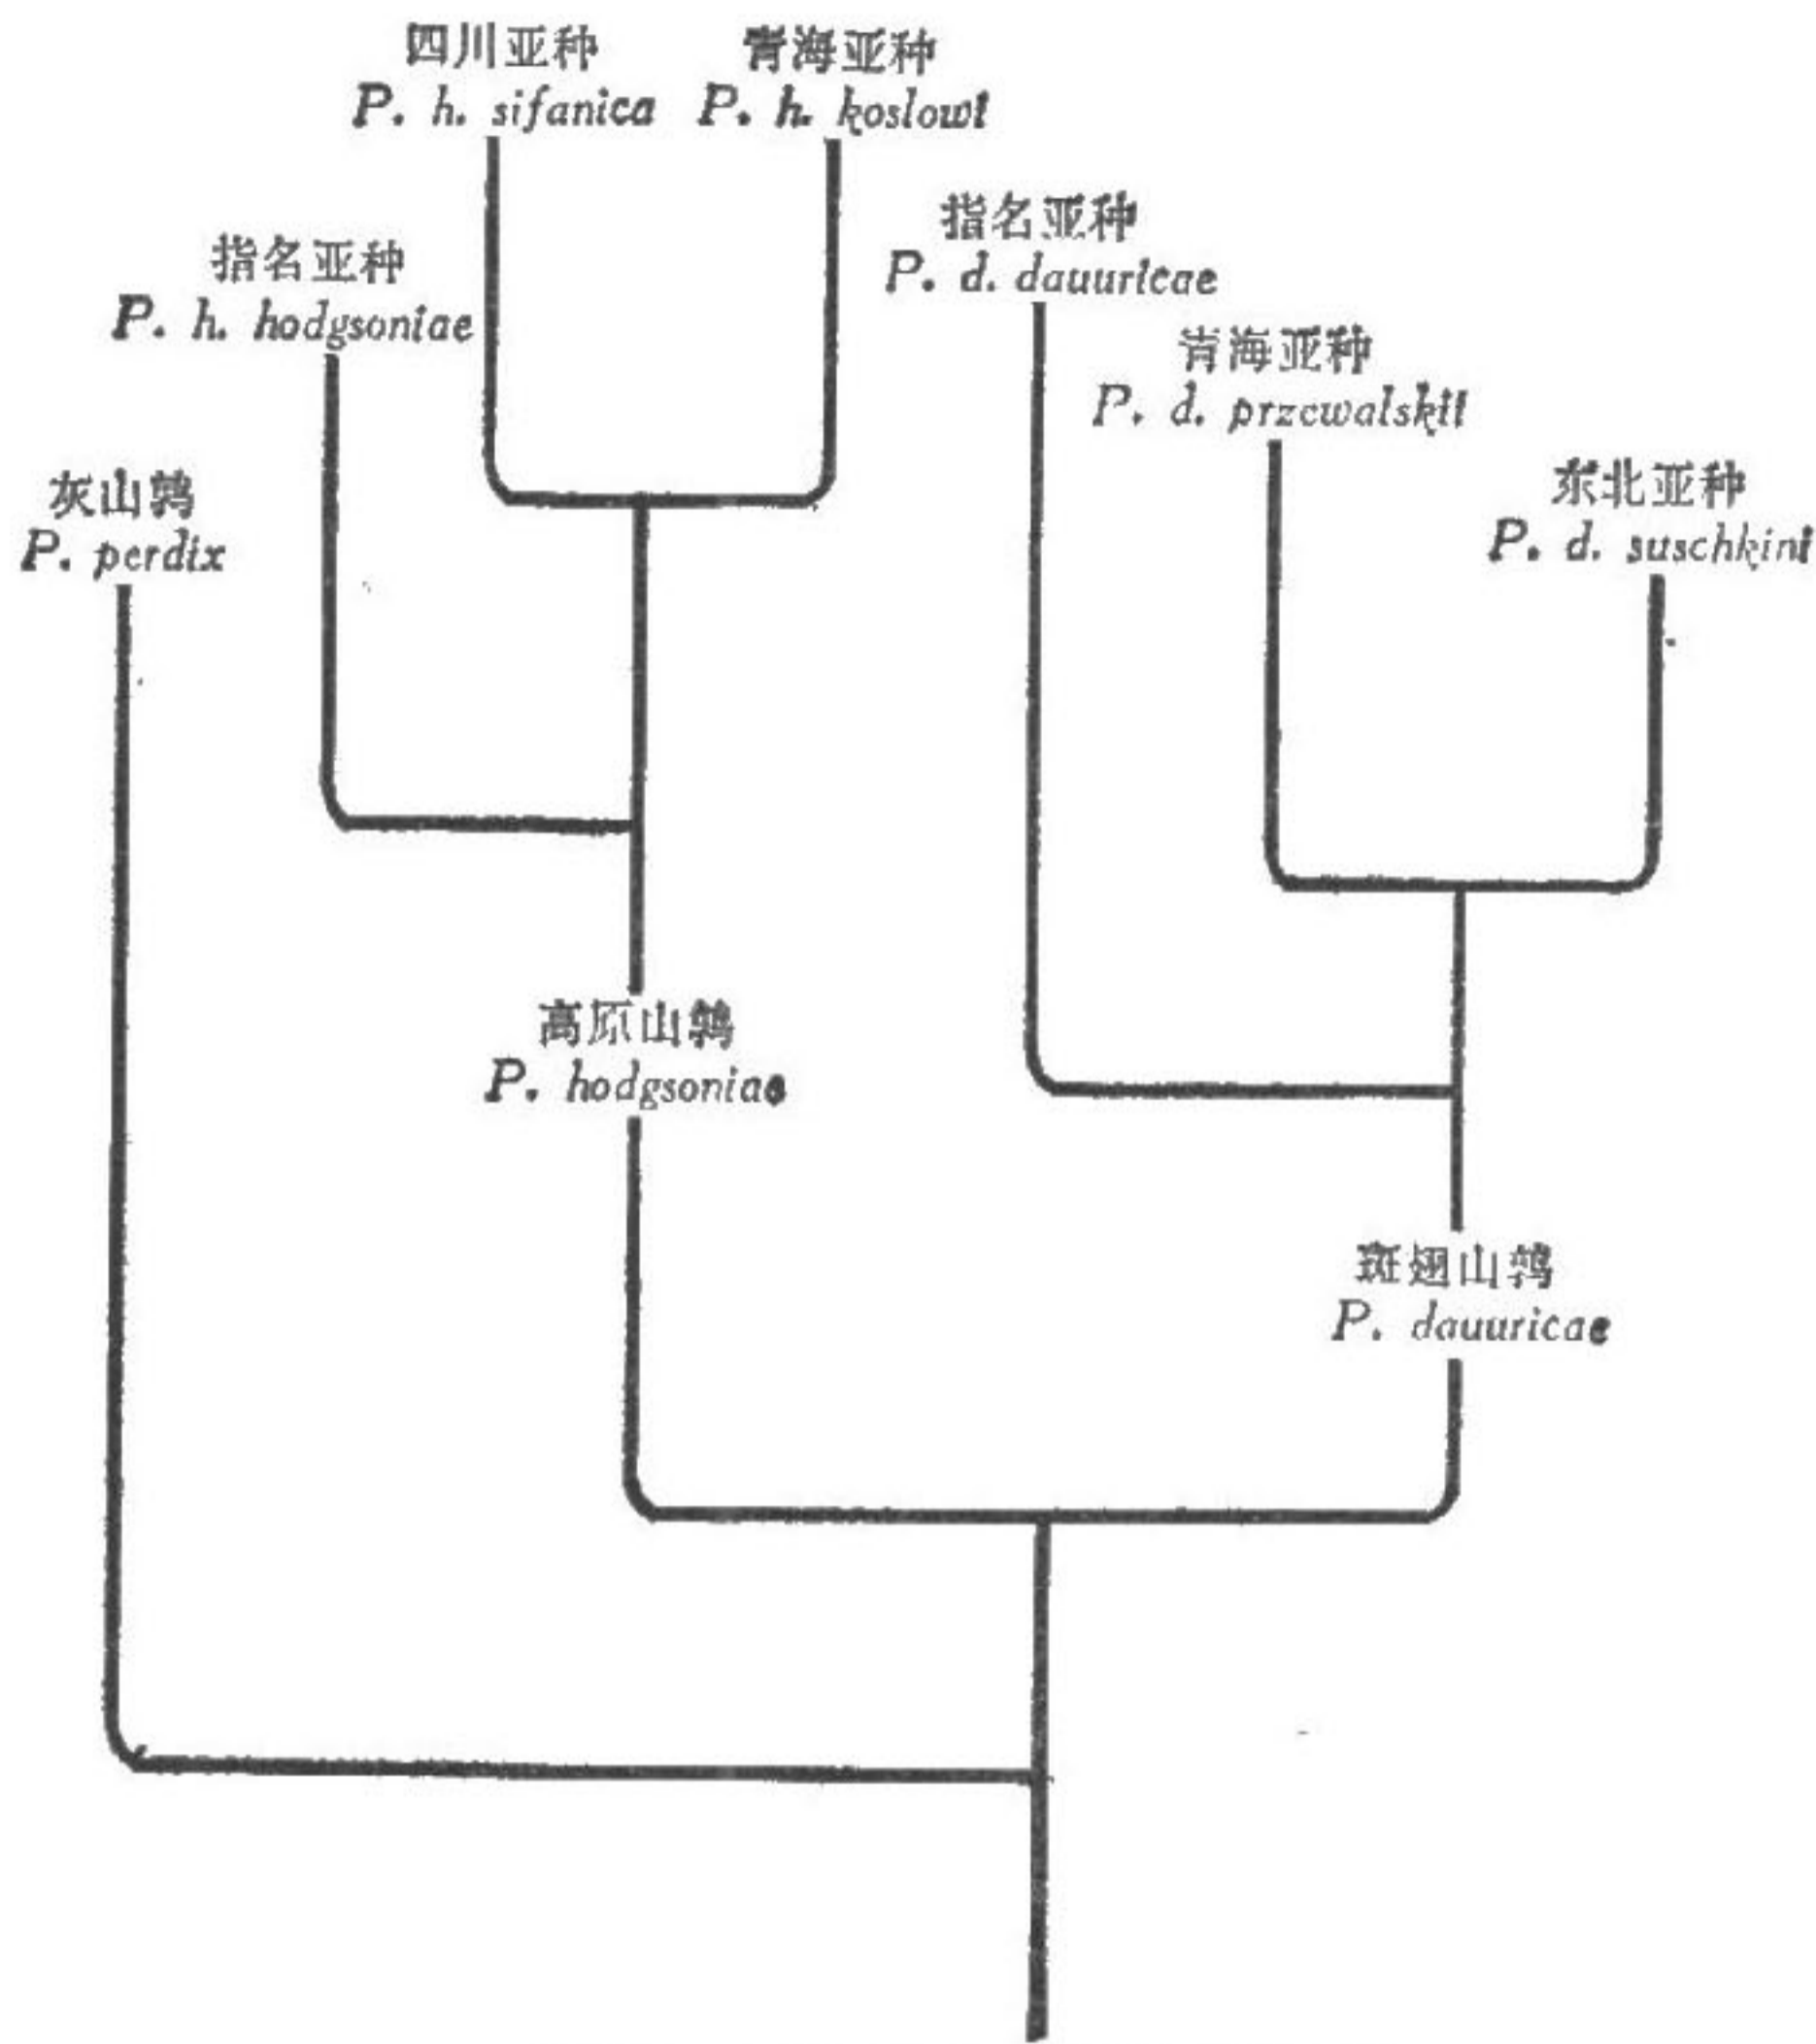 四川亚种
P. h. sifanica
青海亚种
P. h. koslowi
指名亚种
P. d. dauuricae
指名亚种
P. h. hodgsoniae
青海亚种
P. d. przewalskii
灰山鹑
P. perdix
东北亚种
P. d. suschkini
高原山鹑
P. hodgsoniae
斑翅山鹑
P. dauuricae